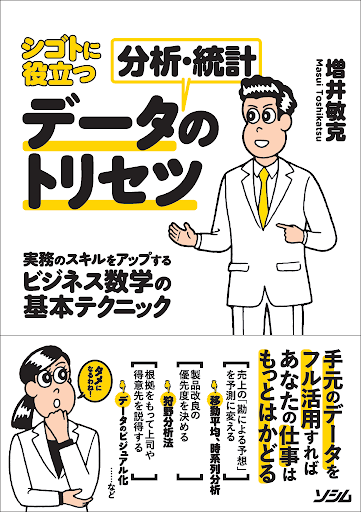 シゴトに
役立つ
分析・統計
データの
トリセツ
増井敏克
Masui Toshikatsu
実務のスキルをアップする
ビジネス数学の
基本テクニック
手元のデータを
フル活用すれば
あなたの仕事は
もっとはかどる
売上の「勘による予想」
を予測に変える
移動平均、時系列分析
製品改良の
優先度を決める
狩野分析法
根拠をもって上司や
得意先を説得する
データのビジュアル化
……など
タメに
なるわね!
ソシム